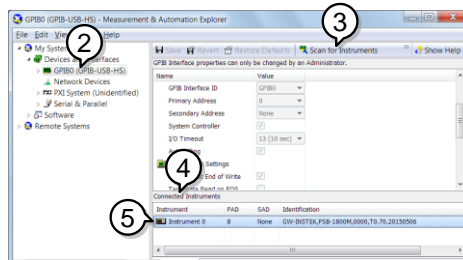 GPIB0 (GPIB-USB-HS) - Measurement & Automation Explorer
File Edit Help
3
2
My System
Devices and Interfaces
GPIB0 (GPIB-USB-HS)
Network Devices
PXI System (Unidentified)
Serial & Parallel
Software
Remote Systems
Save Revert Restore Defaults Scan for Instruments » Show Help
GPIB Interface properties can only be changed by an Administrator.
Name Value
GPIB Interface ID GPIB0
Primary Address 0
Secondary Address None
System Controller
I/O Timeout 13 (10 sec)
Settings
End of Write
4
Connected Instruments
Instrument PAD SAD Identification
5
Instrument 0 8 None GW-INSTEK,PSB-1800M,0000,T0.70.20150506